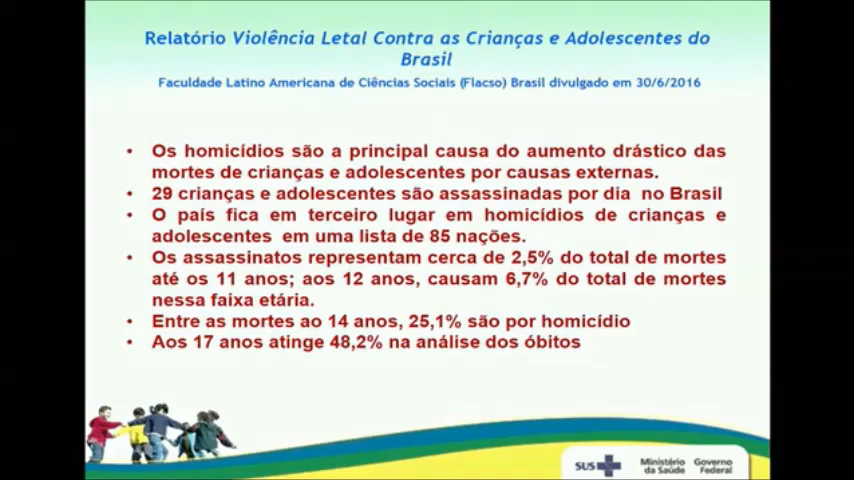 Relatório Violência Letal Contra as Crianças e Adolescentes do
Brasil
Faculdade Latino Americana de Ciências Sociais (Flacso) Brasil divulgado em 30/6/2016
• Os homicídios são a principal causa do aumento drástico das
mortes de crianças e adolescentes por causas externas.
• 29 crianças e adolescentes são assassinadas por dia no Brasil
• O país fica em terceiro lugar em homicídios de crianças e
adolescentes em uma lista de 85 nações.
• Os assassinatos representam cerca de 2,5% do total de mortes
até os 11 anos; aos 12 anos, causam 6,7% do total de mortes
nessa faixa etária.
• Entre as mortes ao 14 anos, 25,1% são por homicídio
• Aos 17 anos atinge 48,2% na análise dos óbitos
SUS
Ministério
da Saúde
Governo
Federal